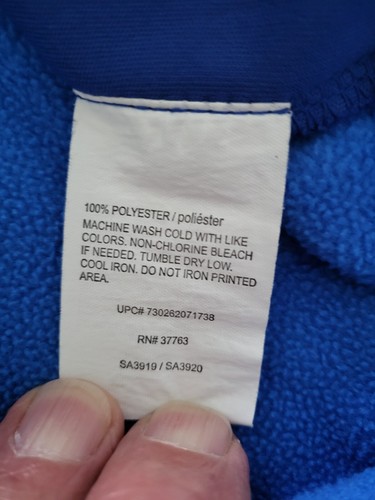 100% POLYESTER / poliéster
MACHINE WASH COLD WITH LIKE
COLORS. NON-CHLORINE BLEACH
IF NEEDED. TUMBLE DRY LOW.
COOL IRON. DO NOT IRON PRINTED
AREA.
UPC# 730262071738
RN# 37763
SA3919 / SA3920